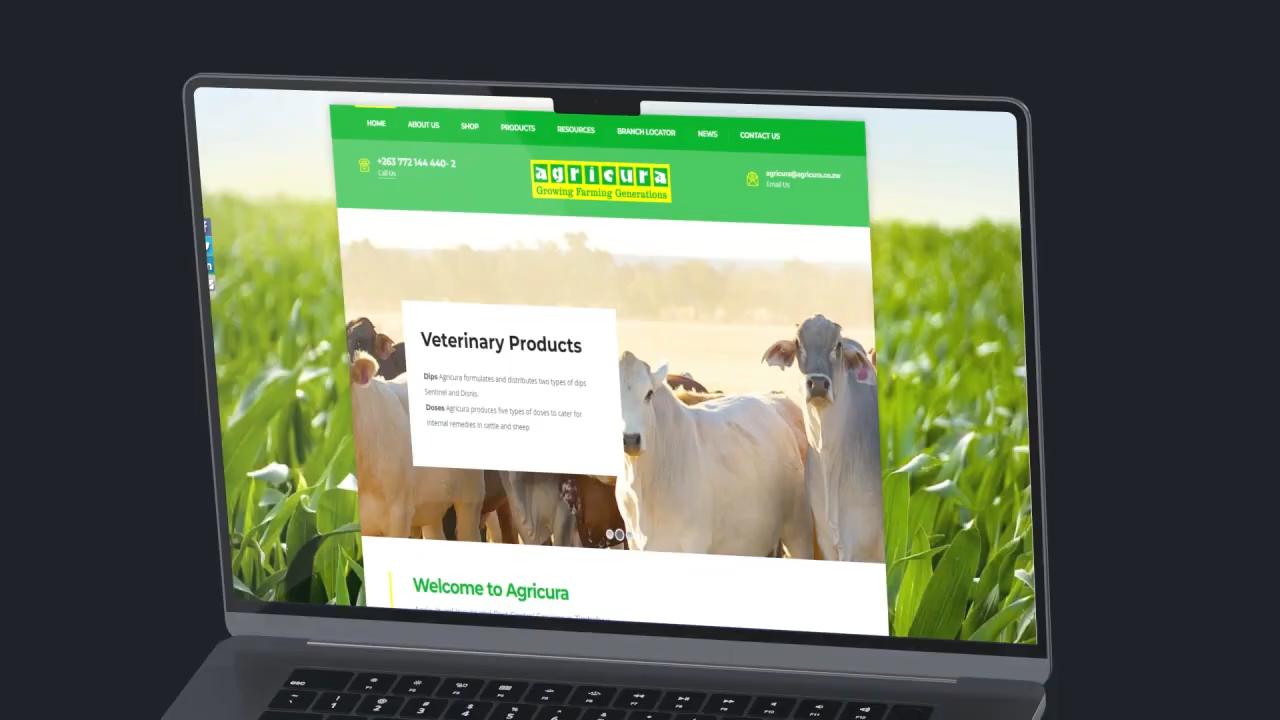 HOME ABOUT US SHOP PRODUCTS RESOURCES BRANCH LOCATOR NEWS CONTACT US
+263 772 144 440- 2
Call Us
agricura
Growing Farming Generations
agricura@agricura.co.zw
Email Us
Veterinary Products
Dips Agricura formulates and distributes two types of dips
Sentinel and Disnis.
Doses Agricura produces five types of doses to cater for
internal remedies in cattle and sheep
Welcome to Agricura
esc